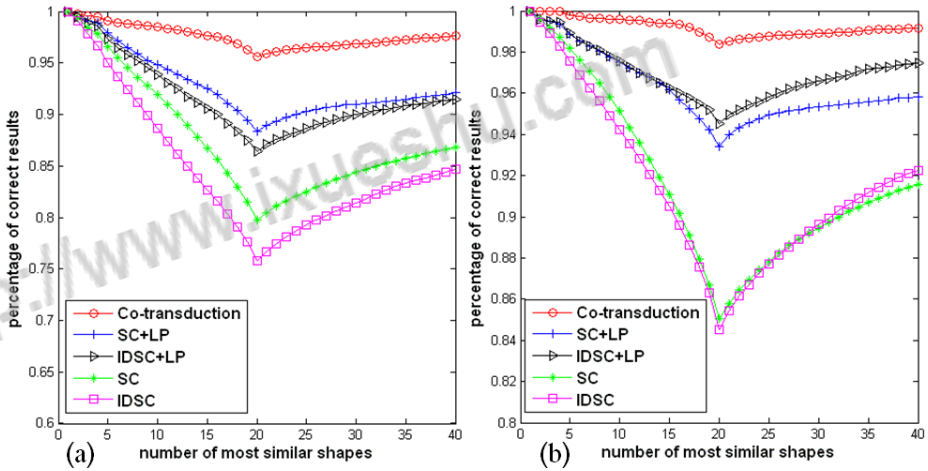 1
0.95
0.9
0.85
0.8
0.75
0.7
0.65
0.6
0 5 10 15 20 25 30 35 40
percentage of correct results
number of most similar shapes
Co-transduction
SC+LP
IDSC+LP
SC
IDSC
(a)
1
0.98
0.96
0.94
0.92
0.9
0.88
0.86
0.84
0.82
0.8
0 5 10 15 20 25 30 35 40
percentage of correct results
number of most similar shapes
Co-transduction
SC+LP
IDSC+LP
SC
IDSC
(b)
//www.ixueshu.com